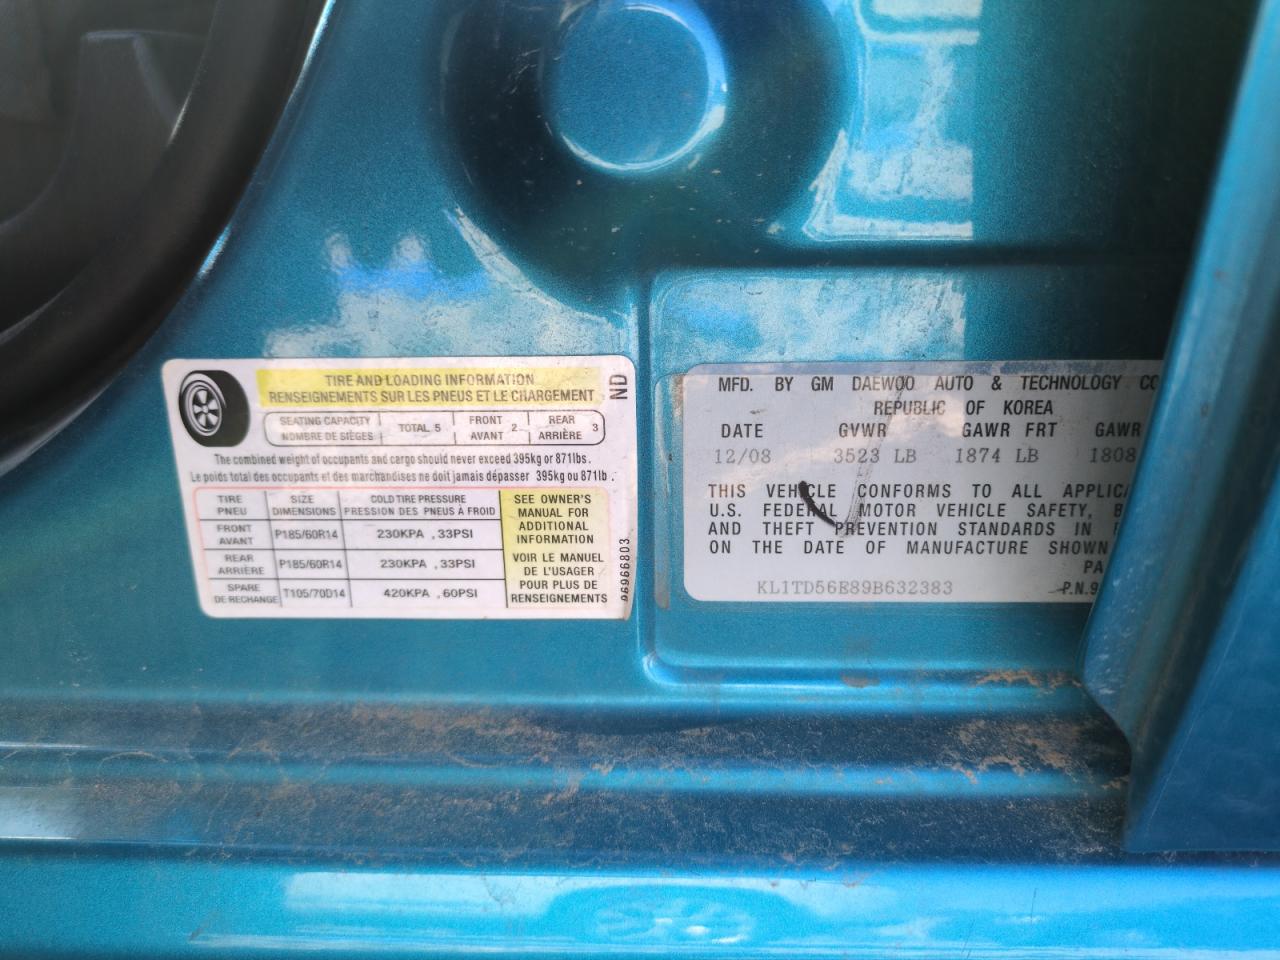 TIRE AND LOADING INFORMATION
RENSEIGNEMENTS SUR LES PNEUS ET LE CHARGEMENT
ND
SEATING CAPACITY
NOMBRE DE SIÈGES
TOTAL 5
FRONT
AVANT 2
REAR
ARRIÈRE 3
The combined weight of occupants and cargo should never exceed 395kg or 871lbs.
Le poids total des occupants et des marchandises ne doit jamais dépasser 395kg ou 871lb.
TIRE
PNEU
SIZE
DIMENSIONS
COLD TIRE PRESSURE
PRESSION DES PNEUS À FROID
FRONT
AVANT
P185/60R14
230KPA , 33PSI
REAR
ARRIÈRE
P185/60R14
230KPA , 33PSI
SPARE
DE RECHANGE
T105/70D14
420KPA , 60PSI
SEE OWNER'S
MANUAL FOR
ADDITIONAL
INFORMATION
VOIR LE MANUEL
DE L'USAGER
POUR PLUS DE
RENSEIGNEMENTS
96966803
MFD. BY GM DAEWOO AUTO & TECHNOLOGY CO
REPUBLIC OF KOREA
DATE GVWR GAWR FRT GAWR
12/08 3523 LB 1874 LB 1808
THIS VEHICLE CONFORMS TO ALL APPLICA
U.S. FEDERAL MOTOR VEHICLE SAFETY, B
AND THEFT PREVENTION STANDARDS IN
ON THE DATE OF MANUFACTURE SHOWN
PA
KL1TD56E89B632383
P.N.9